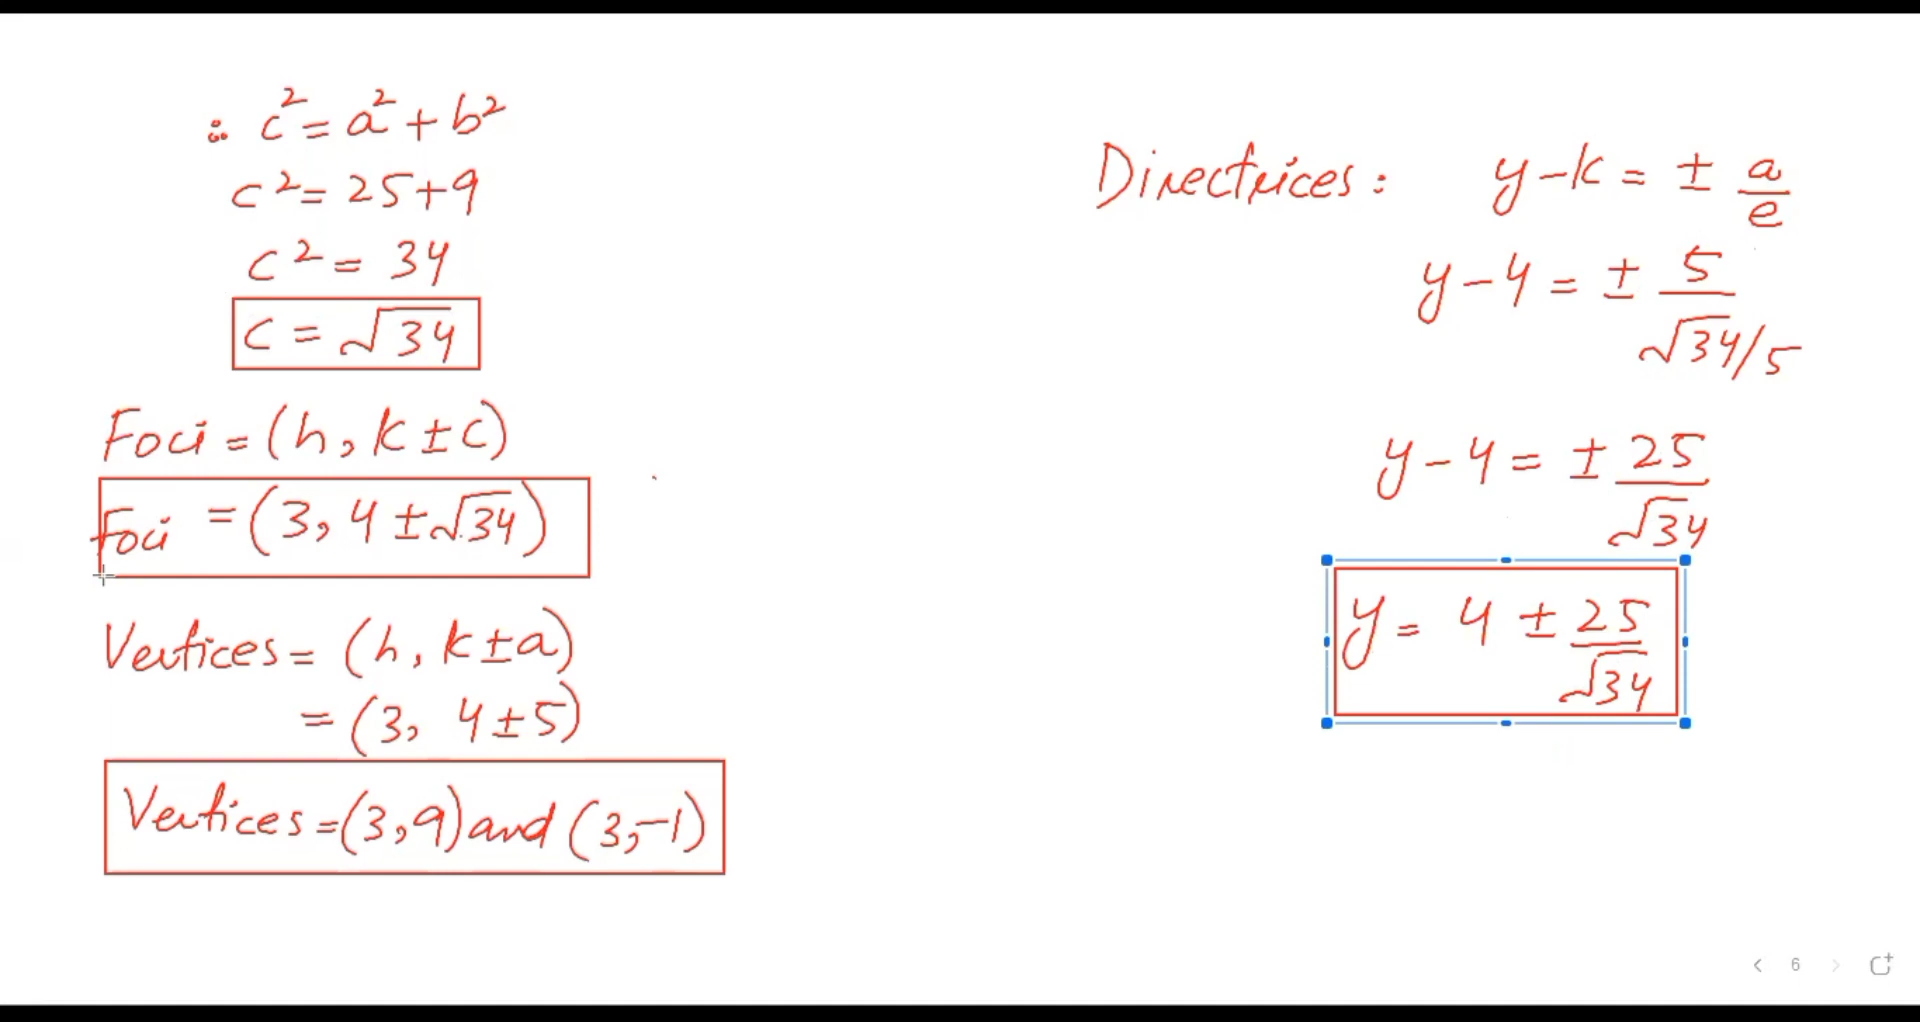 ∴ c² = a² + b²
c² = 25 + 9
c² = 34
c = √34
Foci = (h, k ± c)
Foci = (3, 4 ± √34)
Vertices = (h, k ± a)
= (3, 4 ± 5)
Vertices = (3, 9) and (3, -1)
Directrices : y - k = ± a/e
y - 4 = ± 5/(√34/5)
y - 4 = ± 25/√34
y = 4 ± 25/√34
6